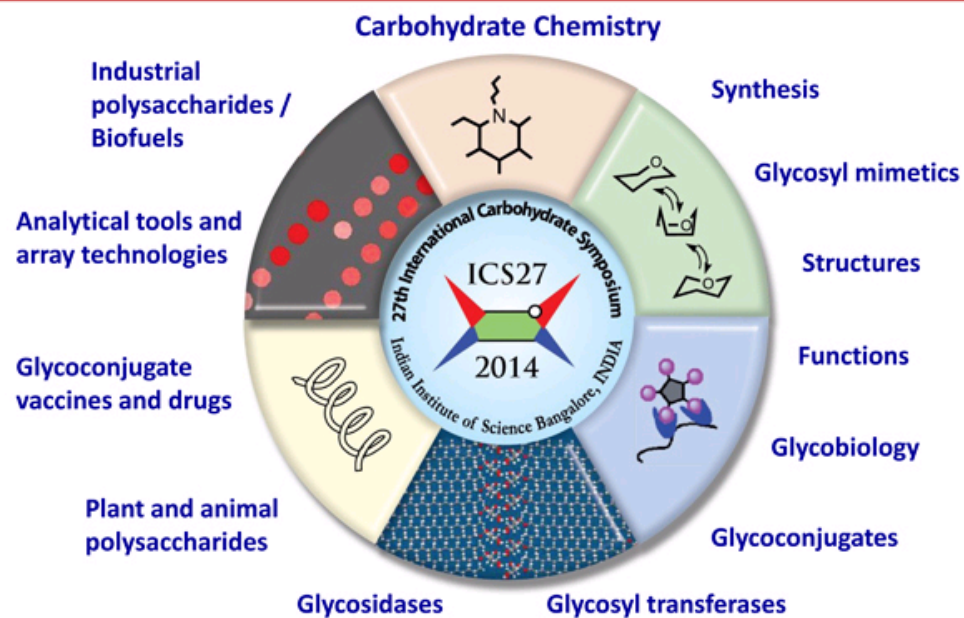 Carbohydrate Chemistry
Industrial
polysaccharides /
Biofuels
Synthesis
Glycosyl mimetics
Analytical tools and
array technologies
Structures
Glycoconjugate
vaccines and drugs
Functions
Glycobiology
Plant and animal
polysaccharides
Glycoconjugates
Glycosidases
Glycosyl transferases
N
O
O
O
27th International Carbohydrate Symposium
ICS27
2014
Indian Institute of Science Bangalore, INDIA